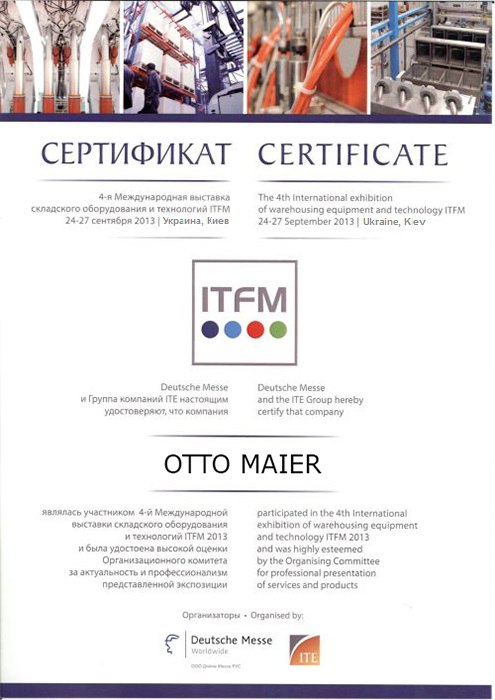 СЕРТИФИКАТ
4-я Международная выставка
складского оборудования и технологий ITFM
24-27 сентября 2013 | Украина, Киев
CERTIFICATE
The 4th International exhibition
of warehousing equipment and technology ITFM
24-27 September 2013 | Ukraine, Kiev
ITFM
Deutsche Messe
и Группа компаний ITE настоящим
удостоверяют, что компания
Deutsche Messe
and the ITE Group hereby
certify that company
OTTO MAIER
являлась участником 4-й Международной
выставки складского оборудования
и технологий ITFM 2013
и была удостоена высокой оценки
Организационного комитета
за актуальность и профессионализм
представленной экспозиции
participated in the 4th International
exhibition of warehousing equipment
and technology ITFM 2013
and was highly esteemed
by the Organising Committee
for professional presentation
of services and products
Организаторы • Organised by:
Deutsche Messe
Worldwide
ООО Дойче Мессе РУС
ITE